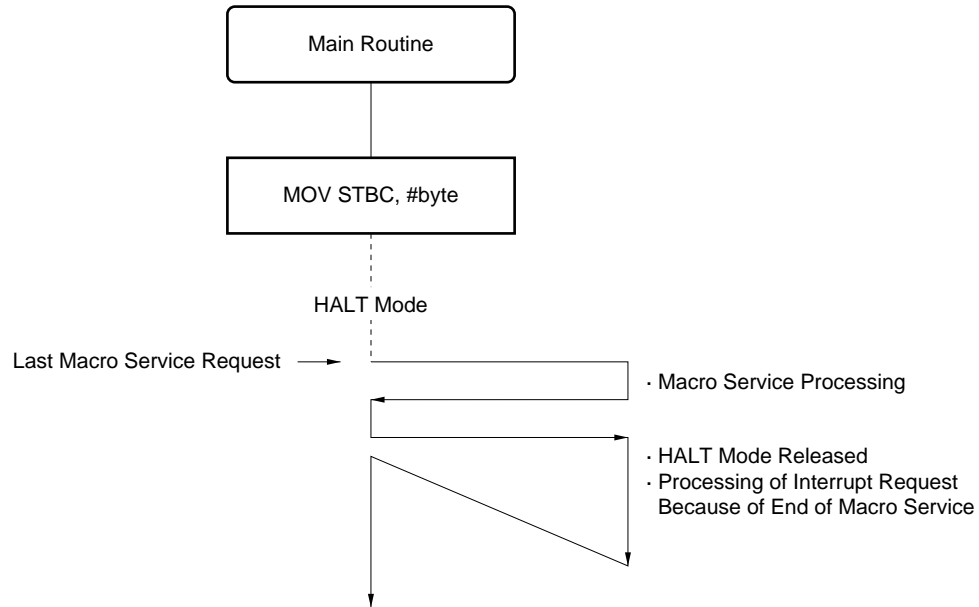 Main Routine
MOV STBC, #byte
HALT Mode
Last Macro Service Request
· Macro Service Processing
· HALT Mode Released
· Processing of Interrupt Request
Because of End of Macro Service